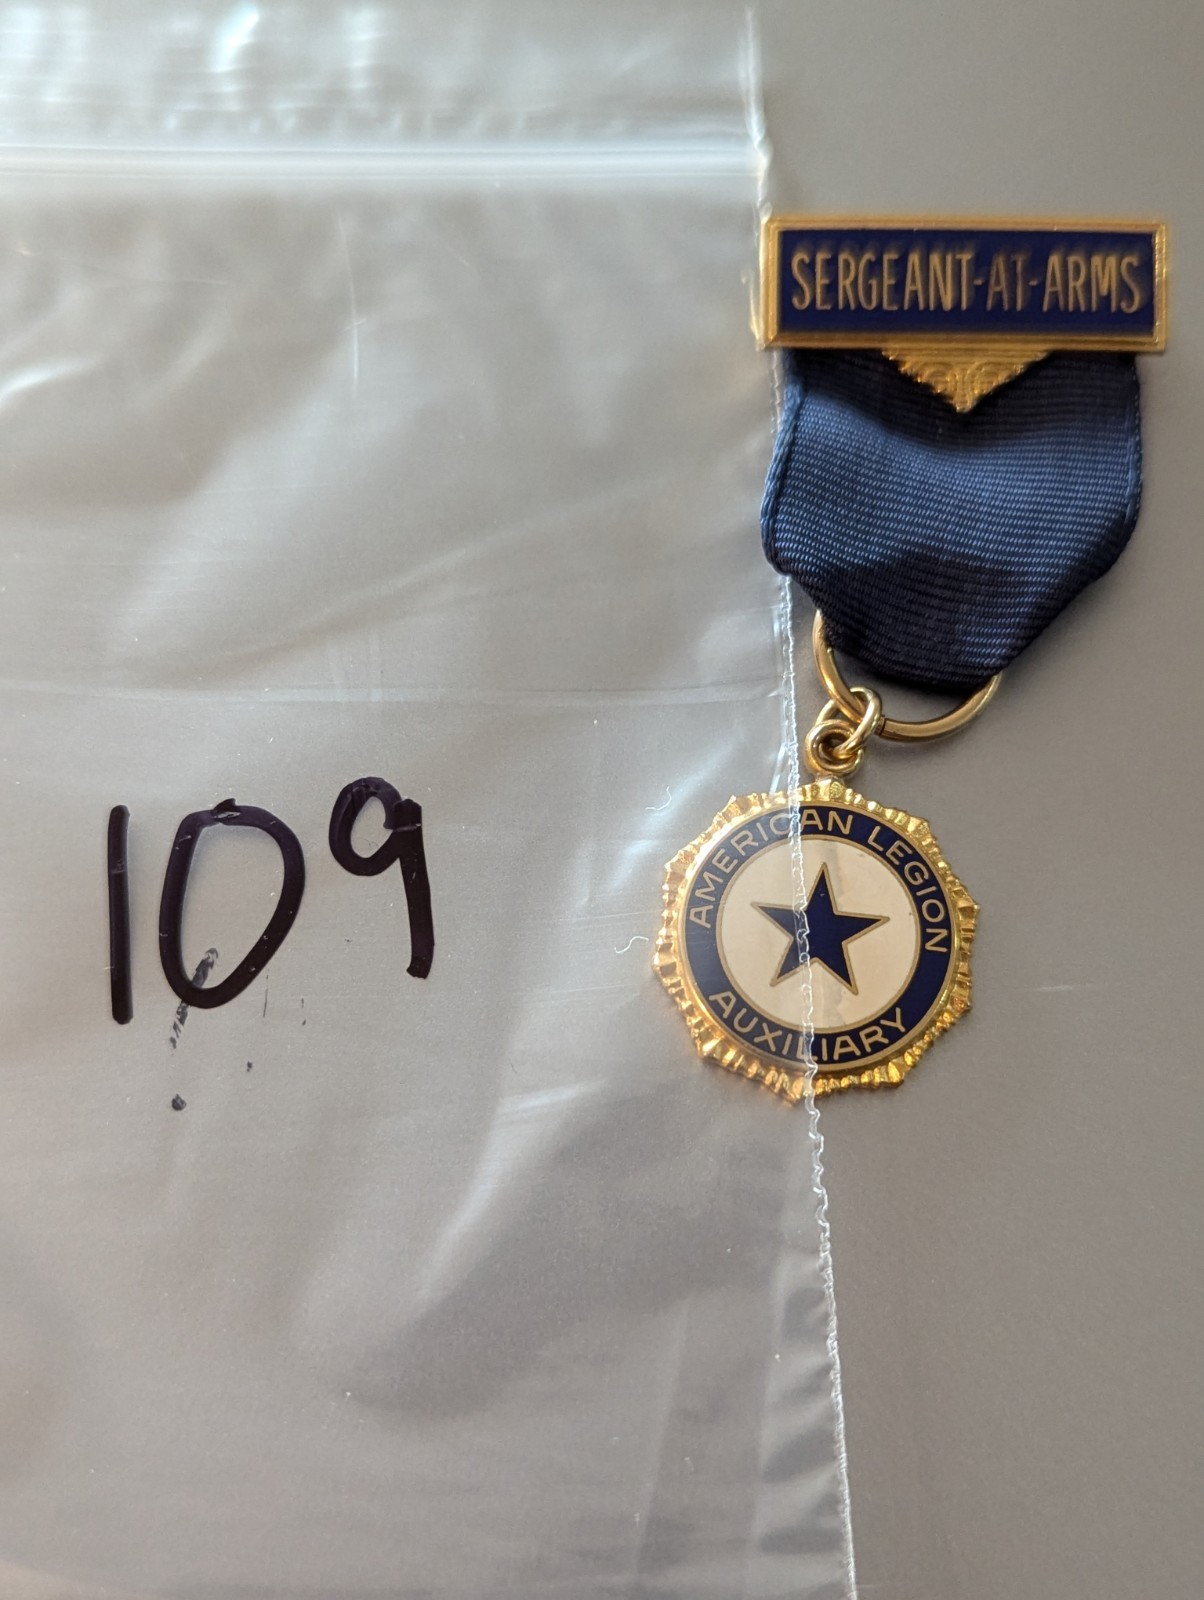 SERGEANT-AT-ARMS
AMERICAN LEGION
AUXILIARY
109